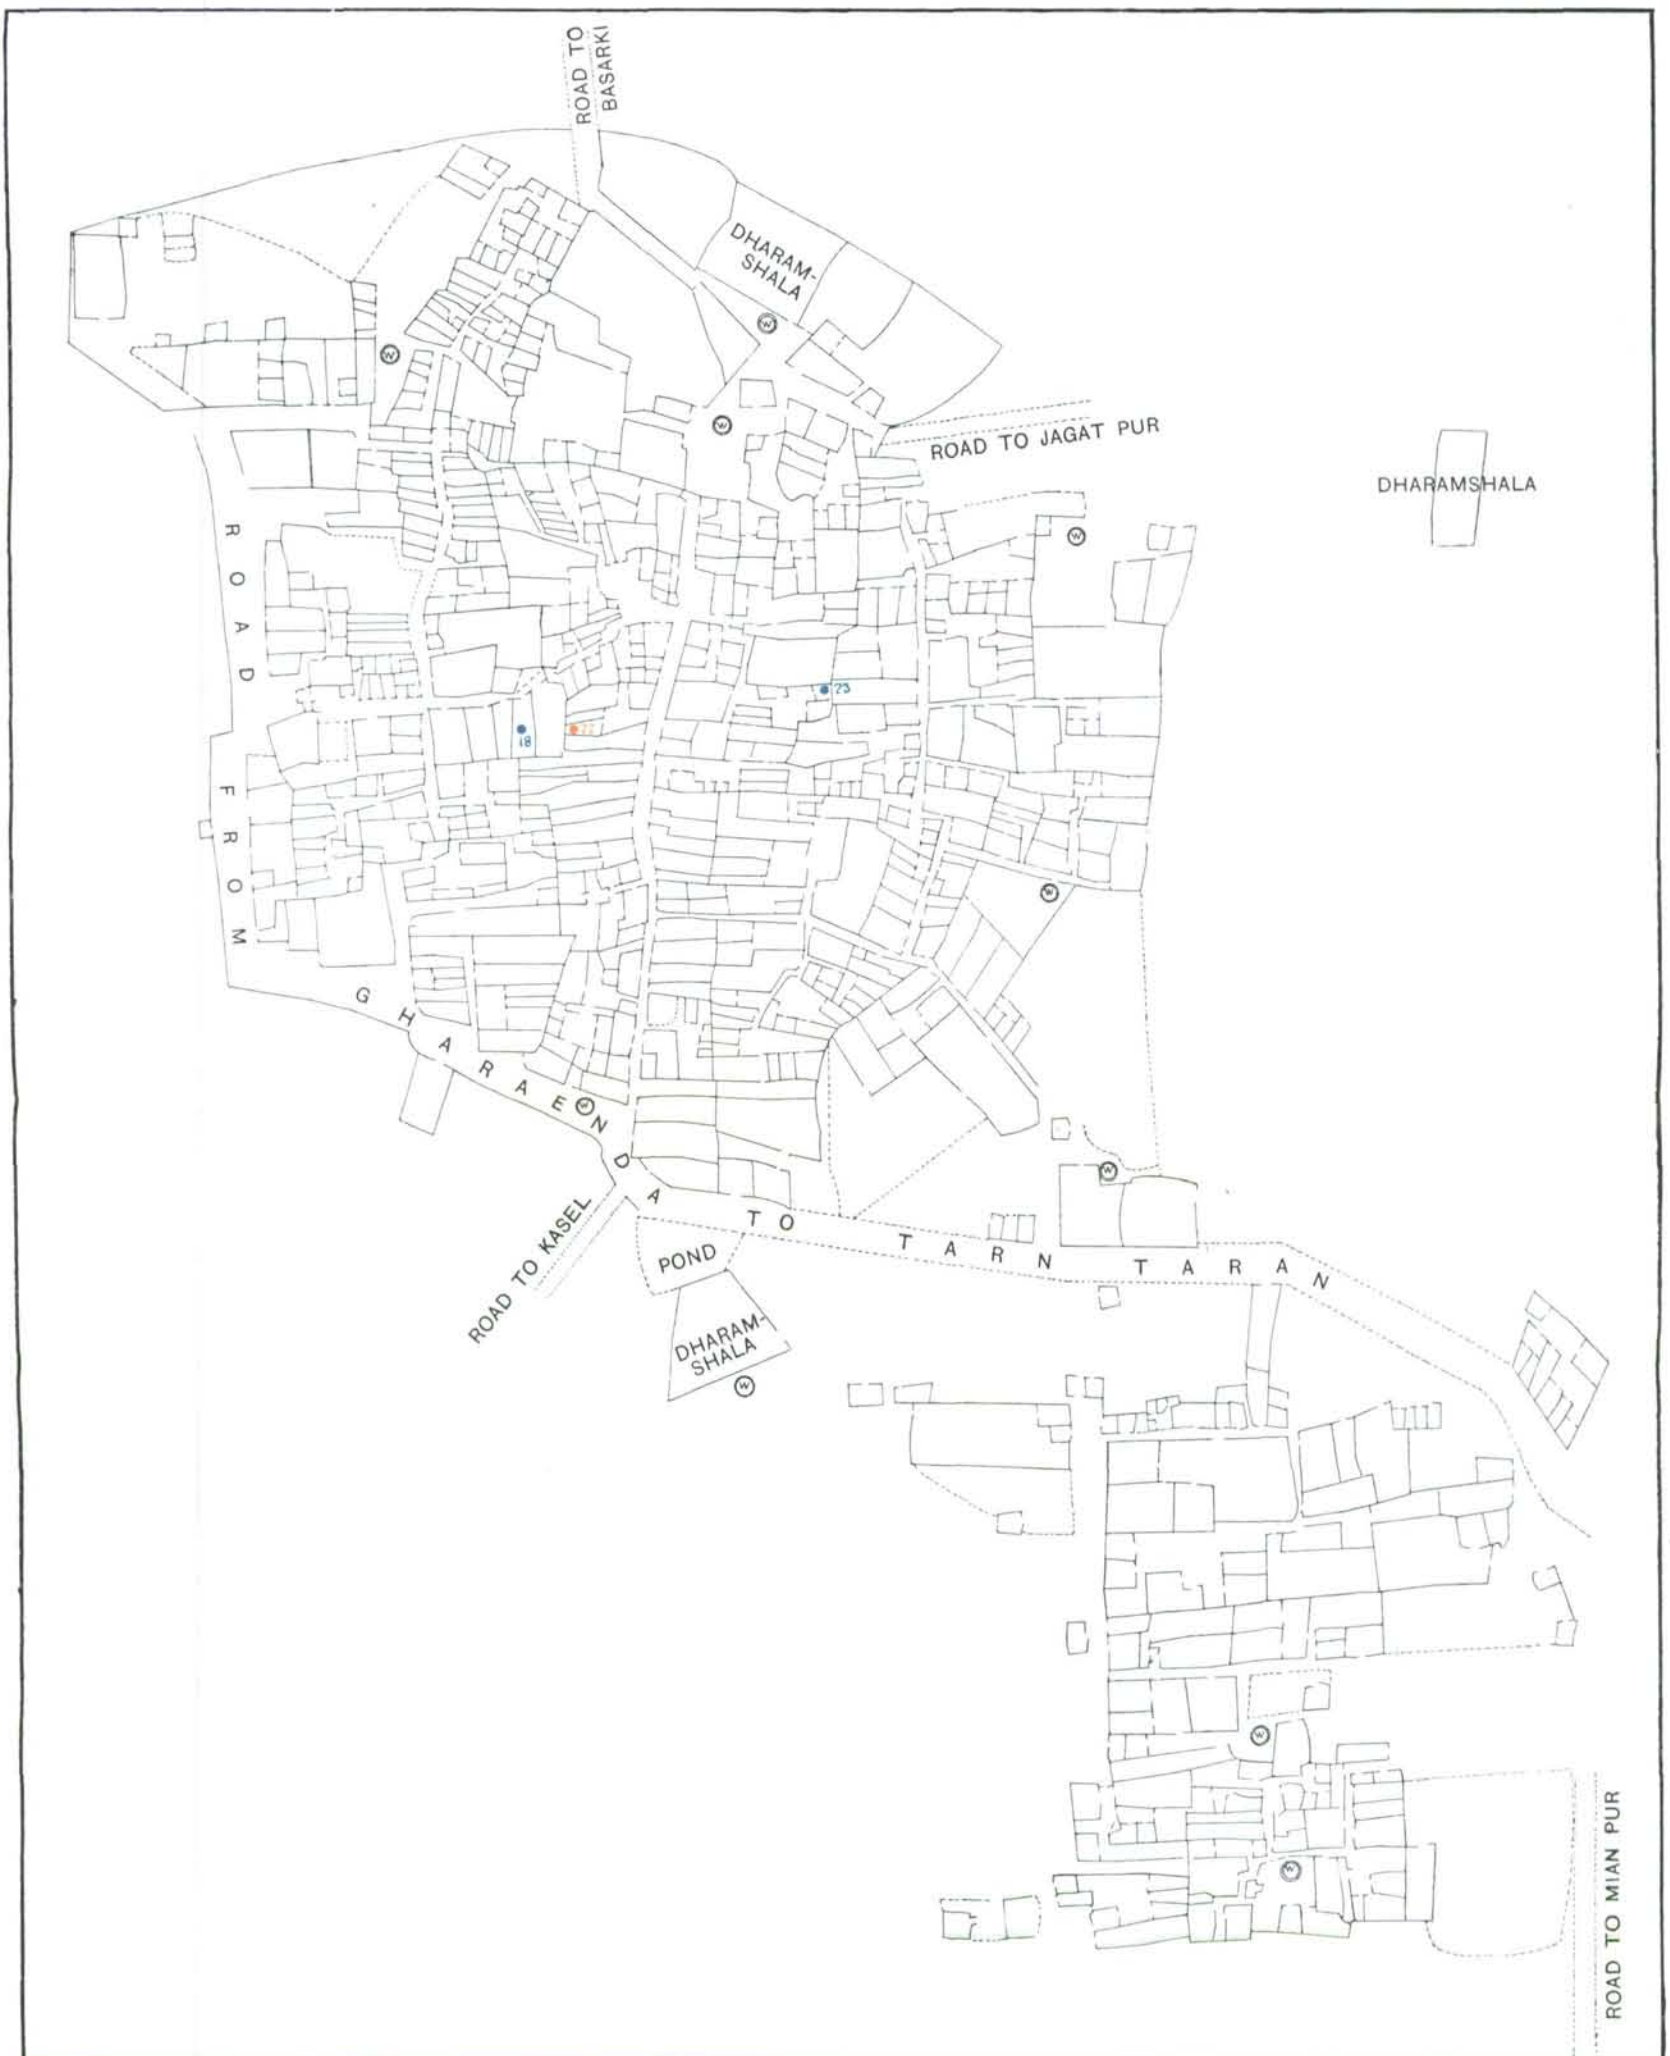 ROAD TO
BASARKI
DHARAM-
SHALA
W
W
W
ROAD TO JAGAT PUR
DHARAMSHALA
W
23
18
W
ROAD FROM GHARAENDA TO TARN TARAN
W
W
ROAD TO KASEL
POND
DHARAM-
SHALA
W
W
W
ROAD TO MIAN PUR